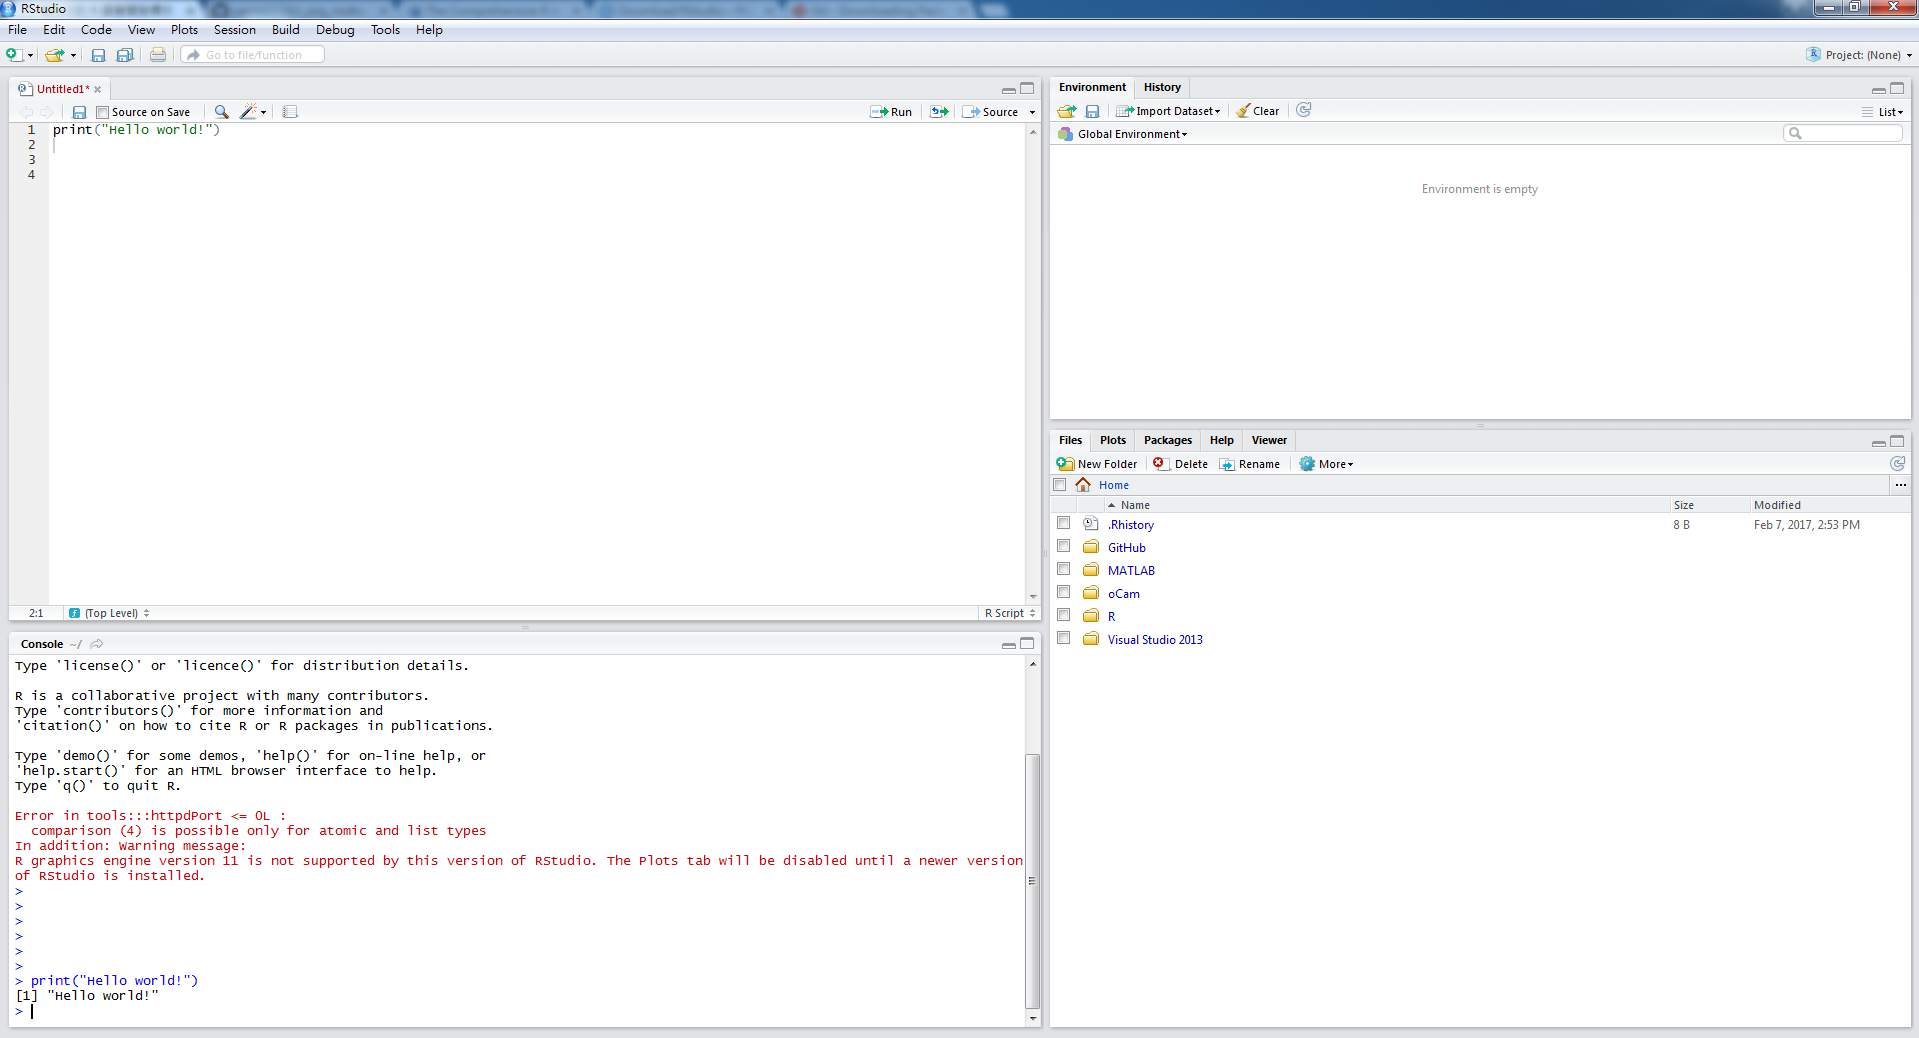 RStudio
File Edit Code View Plots Session Build Debug Tools Help
Go to file/function
Project: (None)
Untitled1*
Source on Save
Run
Source
1 print("Hello world!")
2
3
4
2:1
(Top Level)
R Script
Console ~/
Type 'license()' or 'licence()' for distribution details.
R is a collaborative project with many contributors.
Type 'contributors()' for more information and
'citation()' on how to cite R or R packages in publications.
Type 'demo()' for some demos, 'help()' for on-line help, or
'help.start()' for an HTML browser interface to help.
Type 'q()' to quit R.
Error in tools:::httpdPort <= 0L :
comparison (4) is possible only for atomic and list types
In addition: Warning message:
R graphics engine version 11 is not supported by this version of RStudio. The Plots tab will be disabled until a newer version
of RStudio is installed.
>
>
>
>
>
>
> print("Hello world!")
[1] "Hello world!"
>
Environment History
Import Dataset Clear
List
Global Environment
Environment is empty
Files Plots Packages Help Viewer
New Folder Delete Rename More
Home
...
Name Size Modified
.Rhistory 8 B Feb 7, 2017, 2:53 PM
GitHub
MATLAB
oCam
R
Visual Studio 2013